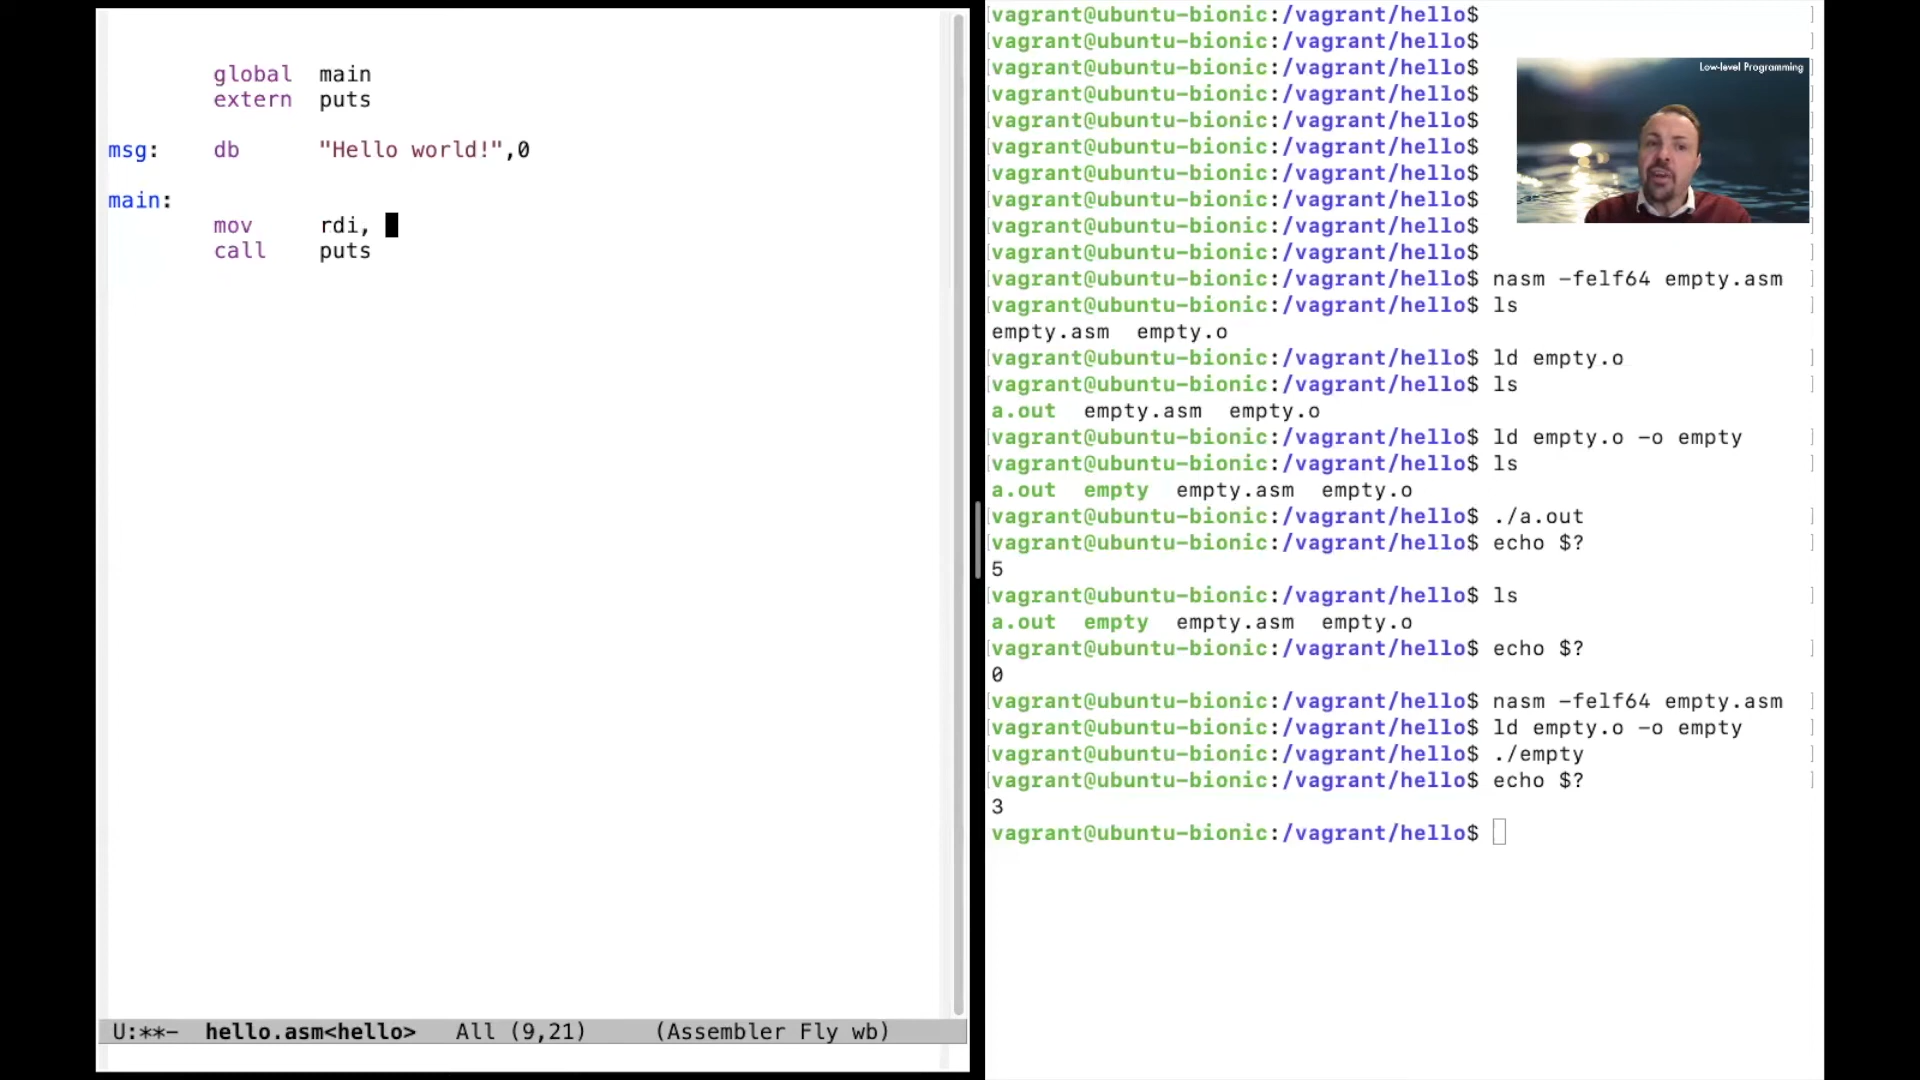 global main
extern puts
msg: db "Hello world!",0
main:
mov rdi,
call puts
U:**- hello.asm<hello> All (9,21) (Assembler Fly wb)
[vagrant@ubuntu-bionic:/vagrant/hello$ ]
[vagrant@ubuntu-bionic:/vagrant/hello$ ]
[vagrant@ubuntu-bionic:/vagrant/hello$
[vagrant@ubuntu-bionic:/vagrant/hello$
[vagrant@ubuntu-bionic:/vagrant/hello$
[vagrant@ubuntu-bionic:/vagrant/hello$
[vagrant@ubuntu-bionic:/vagrant/hello$
[vagrant@ubuntu-bionic:/vagrant/hello$
[vagrant@ubuntu-bionic:/vagrant/hello$
[vagrant@ubuntu-bionic:/vagrant/hello$ ]
[vagrant@ubuntu-bionic:/vagrant/hello$ nasm -felf64 empty.asm ]
[vagrant@ubuntu-bionic:/vagrant/hello$ ls ]
empty.asm empty.o
[vagrant@ubuntu-bionic:/vagrant/hello$ ld empty.o ]
[vagrant@ubuntu-bionic:/vagrant/hello$ ls ]
a.out empty.asm empty.o
[vagrant@ubuntu-bionic:/vagrant/hello$ ld empty.o -o empty ]
[vagrant@ubuntu-bionic:/vagrant/hello$ ls ]
a.out empty empty.asm empty.o
[vagrant@ubuntu-bionic:/vagrant/hello$ ./a.out ]
[vagrant@ubuntu-bionic:/vagrant/hello$ echo $? ]
5
[vagrant@ubuntu-bionic:/vagrant/hello$ ls ]
a.out empty empty.asm empty.o
[vagrant@ubuntu-bionic:/vagrant/hello$ echo $? ]
0
[vagrant@ubuntu-bionic:/vagrant/hello$ nasm -felf64 empty.asm ]
[vagrant@ubuntu-bionic:/vagrant/hello$ ld empty.o -o empty ]
[vagrant@ubuntu-bionic:/vagrant/hello$ ./empty ]
[vagrant@ubuntu-bionic:/vagrant/hello$ echo $? ]
3
vagrant@ubuntu-bionic:/vagrant/hello$
Low-level Programming